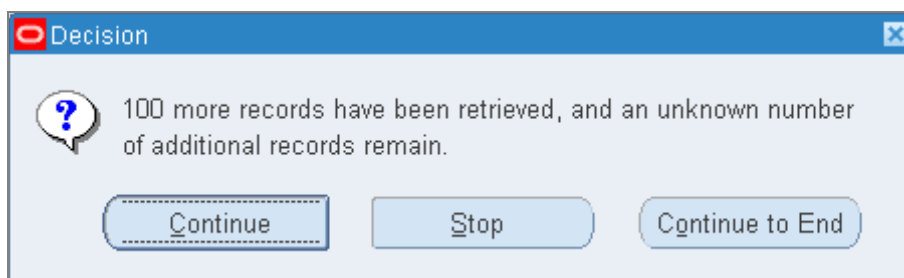 Decision
100 more records have been retrieved, and an unknown number
of additional records remain.
Continue Stop Continue to End